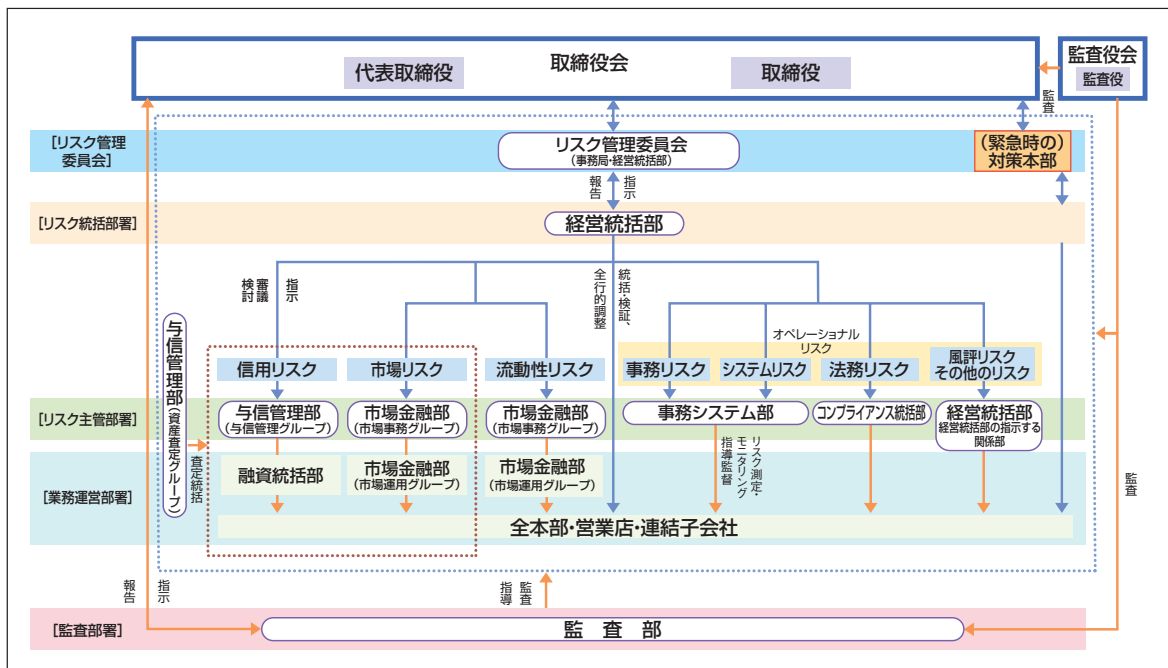 取締役会
代表取締役
取締役
監査役会
監査役
監査
[リスク管理
委員会]
リスク管理委員会
(事務局・経営統括部)
(緊急時の)
対策本部
報告
指示
[リスク統括部署]
経営統括部
審議
検討
指示
統括・検証、
全行的調整
オペレーショナル
リスク
信用リスク
市場リスク
流動性リスク
事務リスク
システムリスク
法務リスク
風評リスク
その他のリスク
与信管理部
(資産査定グループ)
査定統括
[リスク主管部署]
与信管理部
(与信管理グループ)
市場金融部
(市場事務グループ)
市場金融部
(市場事務グループ)
事務システム部
コンプライアンス統括部
経営統括部
経営統括部の指示する
関係部
[業務運営部署]
融資統括部
市場金融部
(市場運用グループ)
市場金融部
(市場運用グループ)
リスク測定・
モニタリング
指導監督
監査
全本部・営業店・連結子会社
報告
指示
監査
指導
[監査部署]
監査部